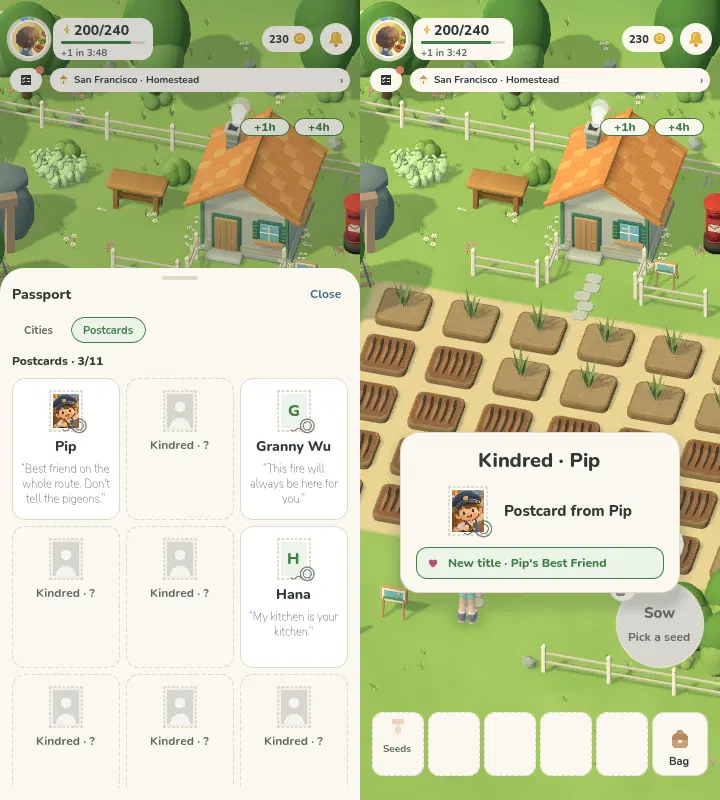 200/240
+1 in 3:48
230
San Francisco · Homestead
›
+1h
+4h
Passport
Close
Cities
Postcards
Postcards · 3/11
Pip
"Best friend on the
whole route. Don't
tell the pigeons."
Kindred · ?
G
Granny Wu
"This fire will
always be here for
you."
Kindred · ?
Kindred · ?
H
Hana
"My kitchen is your
kitchen."
Kindred · ?
Kindred · ?
Kindred · ?
200/240
+1 in 3:42
230
San Francisco · Homestead
›
+1h
+4h
Kindred · Pip
Postcard from Pip
New title · Pip's Best Friend
Sow
Pick a seed
Seeds
Bag